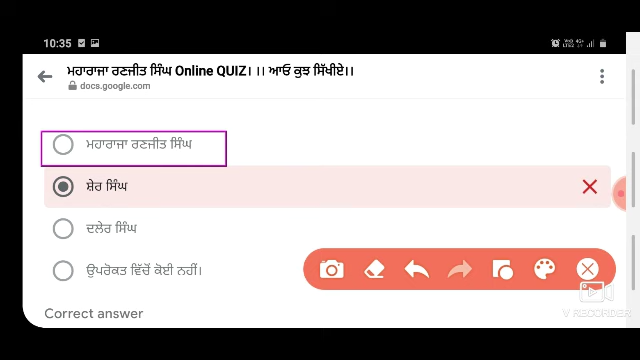 10:35
ਮਹਾਰਾਜਾ ਰਣਜੀਤ ਸਿੰਘ Online QUIZ। ।। ਆਓ ਕੁਝ ਸਿੱਖੀਏ।।
docs.google.com
ਮਹਾਰਾਜਾ ਰਣਜੀਤ ਸਿੰਘ
ਸ਼ੇਰ ਸਿੰਘ
ਦਲੇਰ ਸਿੰਘ
ਉਪਰੋਕਤ ਵਿੱਚੋਂ ਕੋਈ ਨਹੀਂ।
Correct answer
V RECORDER